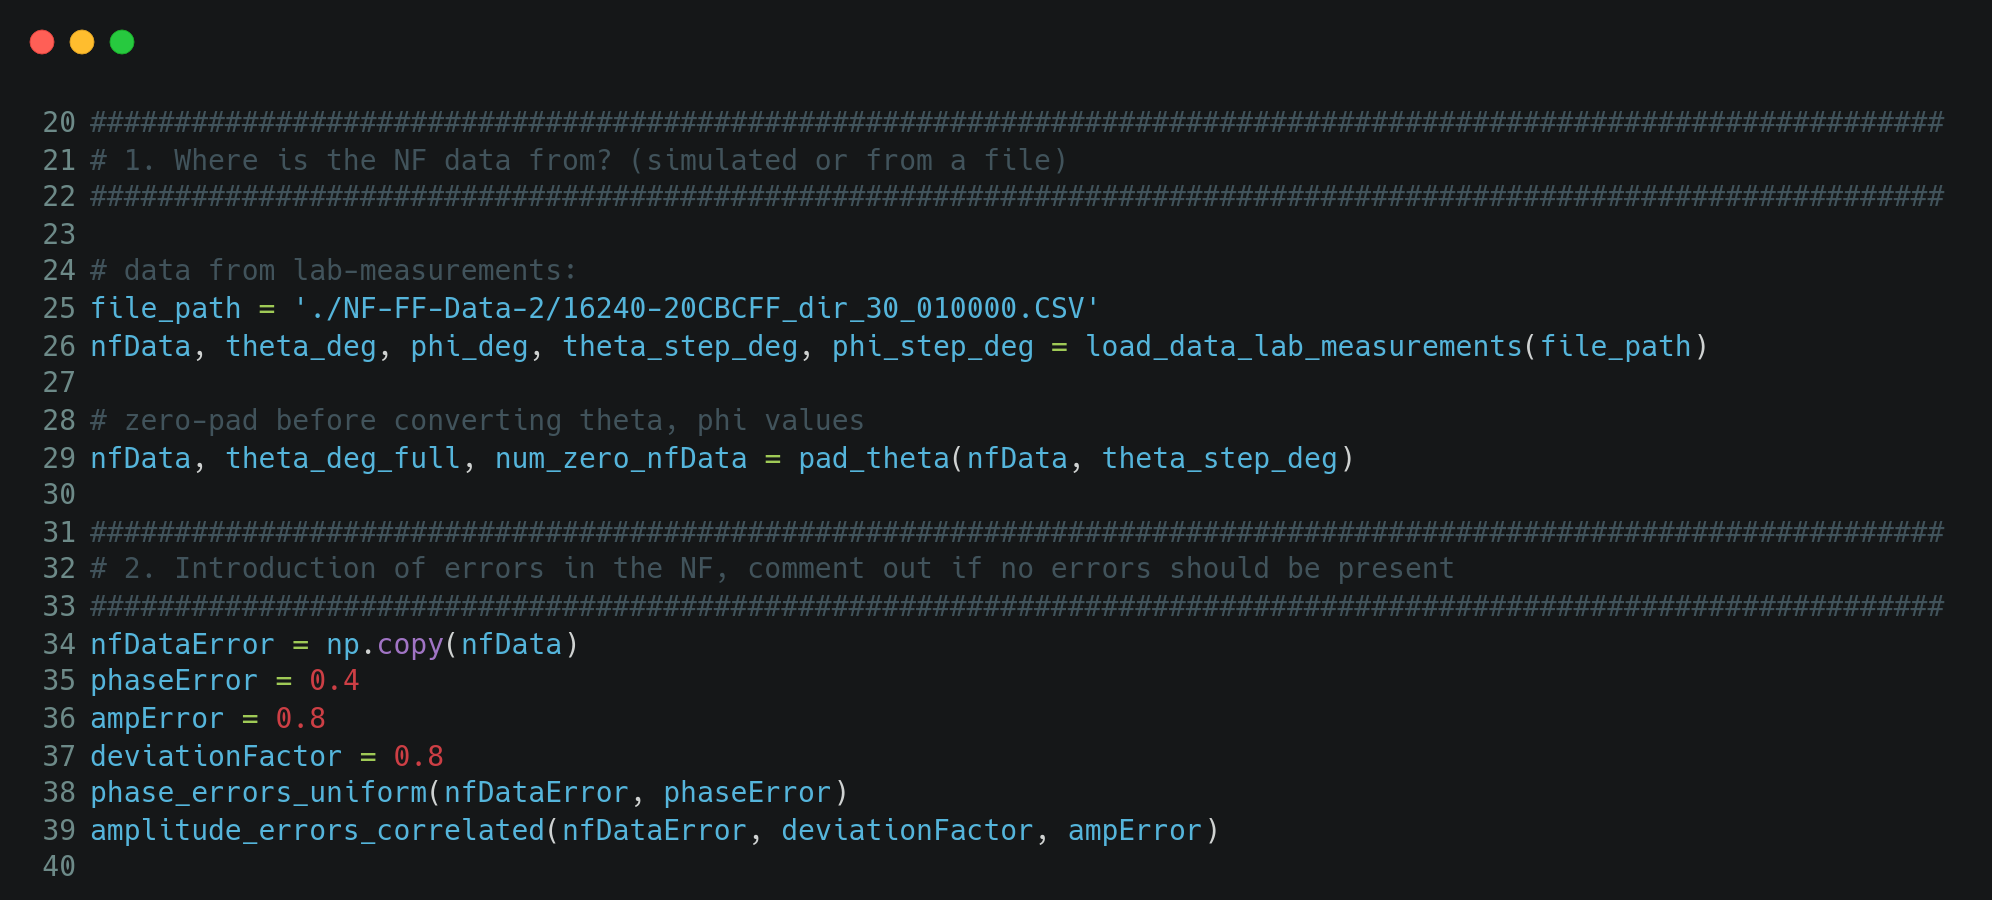 20 ##############################################################################################################
21 # 1. Where is the NF data from? (simulated or from a file)
22 ##############################################################################################################
23
24 # data from lab-measurements:
25 file_path = './NF-FF-Data-2/16240-20CBCFF_dir_30_010000.CSV'
26 nfData, theta_deg, phi_deg, theta_step_deg, phi_step_deg = load_data_lab_measurements(file_path)
27
28 # zero-pad before converting theta, phi values
29 nfData, theta_deg_full, num_zero_nfData = pad_theta(nfData, theta_step_deg)
30
31 ##############################################################################################################
32 # 2. Introduction of errors in the NF, comment out if no errors should be present
33 ##############################################################################################################
34 nfDataError = np.copy(nfData)
35 phaseError = 0.4
36 ampError = 0.8
37 deviationFactor = 0.8
38 phase_errors_uniform(nfDataError, phaseError)
39 amplitude_errors_correlated(nfDataError, deviationFactor, ampError)
40